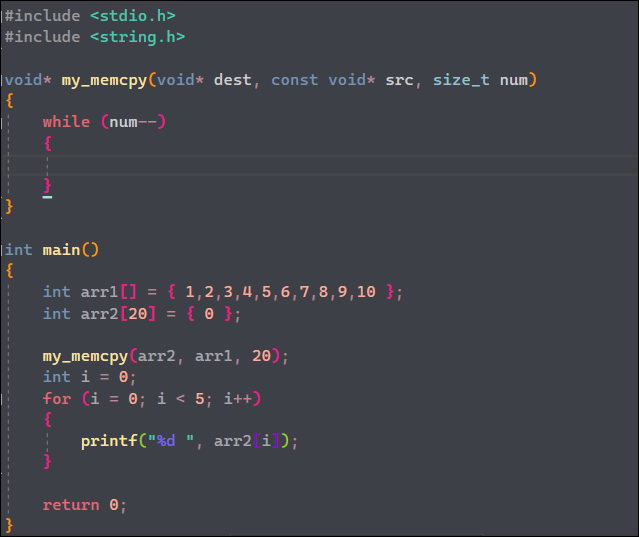 #include <stdio.h>
#include <string.h>
void* my_memcpy(void* dest, const void* src, size_t num)
{
while (num--)
{
}
}
int main()
{
int arr1[] = { 1,2,3,4,5,6,7,8,9,10 };
int arr2[20] = { 0 };
my_memcpy(arr2, arr1, 20);
int i = 0;
for (i = 0; i < 5; i++)
{
printf("%d ", arr2[i]);
}
return 0;
}